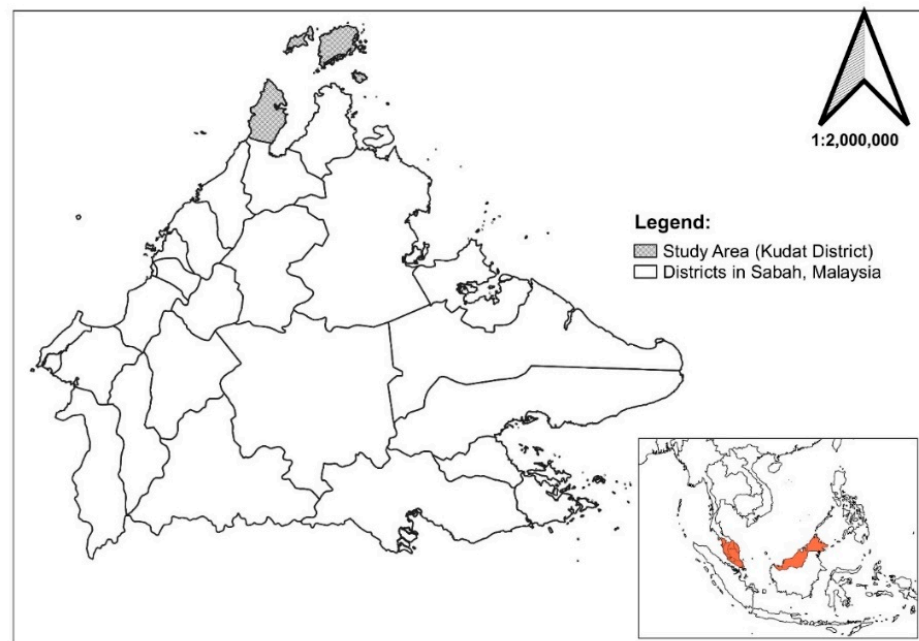 1:2,000,000
Legend:
Study Area (Kudat District)
Districts in Sabah, Malaysia